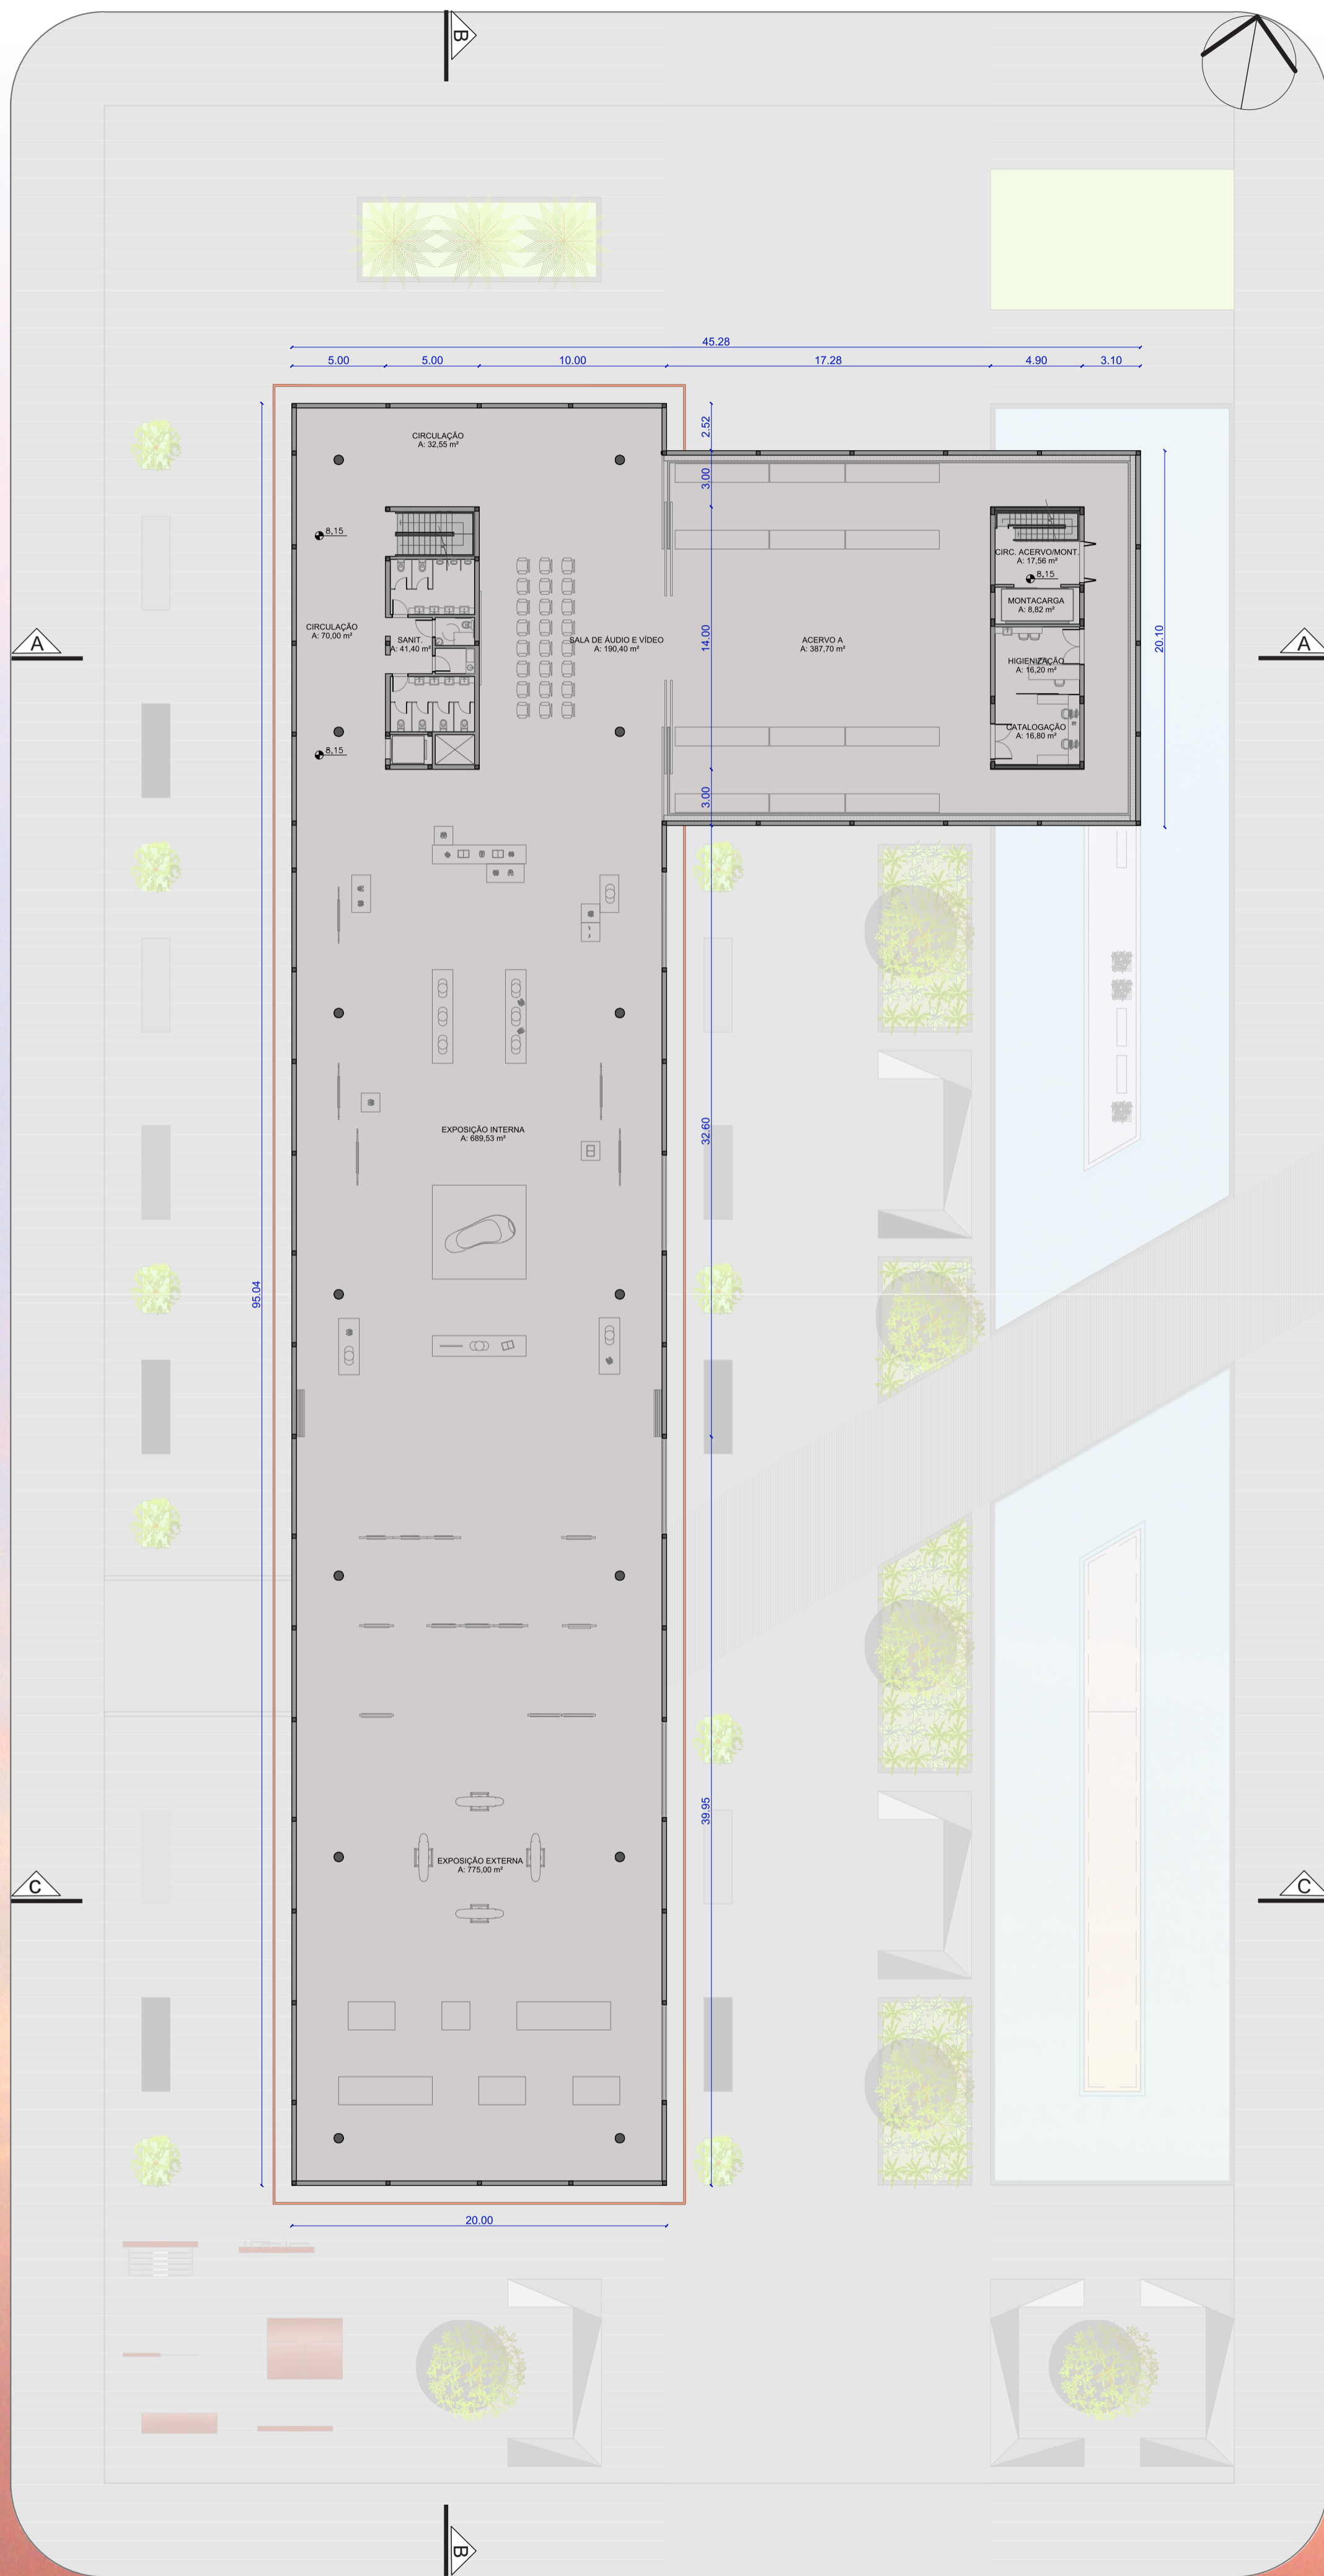 B
45.28
5.00
5.00
10.00
17.28
4.90
3.10
2.52
CIRCULAÇÃO
A: 32,55 m²
3.00
8,15
CIRC. ACERVO/MONT.
A: 17,56 m²
8,15
MONTACARGA
A: 8,82 m²
CIRCULAÇÃO
A: 70,00 m²
SANIT.
A: 41,40 m²
SALA DE ÁUDIO E VÍDEO
A: 190,40 m²
14.00
ACERVO A
A: 387,70 m²
20.10
A
A
HIGIENIZAÇÃO
A: 16,20 m²
CATALOGAÇÃO
A: 16,80 m²
8,15
3.00
EXPOSIÇÃO INTERNA
A: 689,53 m²
32.60
95.04
39.95
EXPOSIÇÃO EXTERNA
A: 775,00 m²
C
C
20.00
B